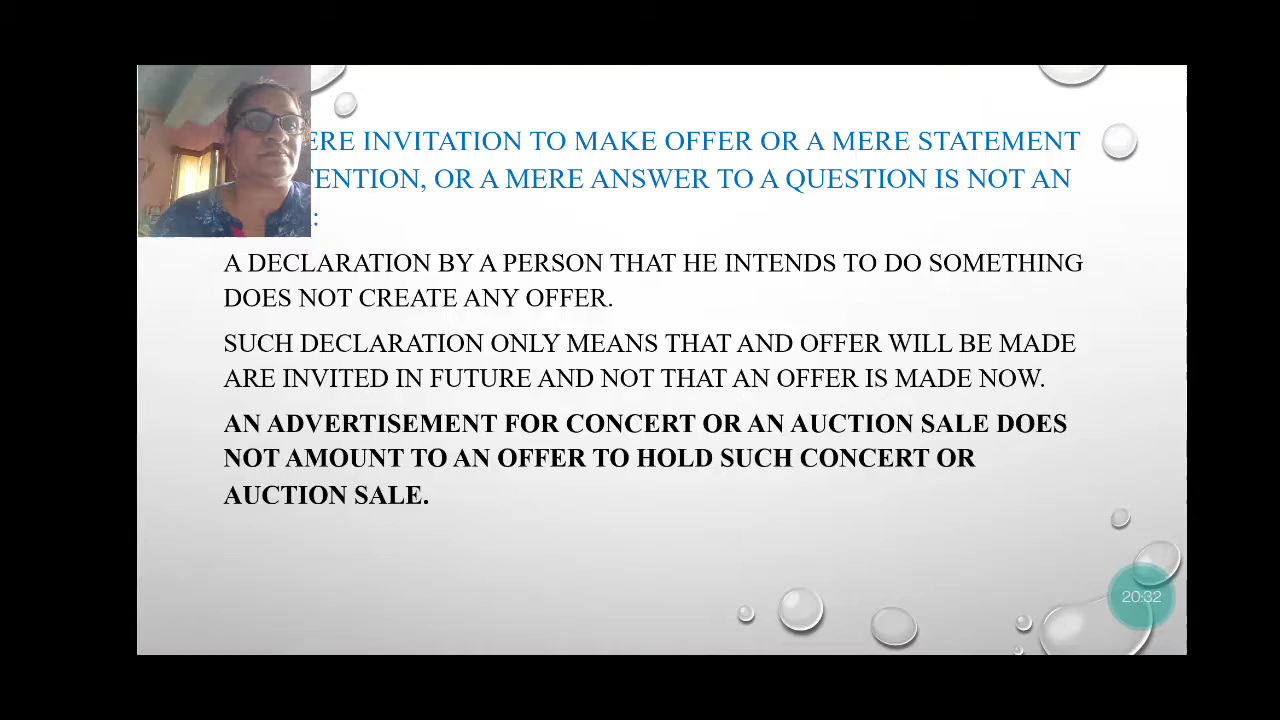 ERE INVITATION TO MAKE OFFER OR A MERE STATEMENT
TENTION, OR A MERE ANSWER TO A QUESTION IS NOT AN
:
A DECLARATION BY A PERSON THAT HE INTENDS TO DO SOMETHING
DOES NOT CREATE ANY OFFER.
SUCH DECLARATION ONLY MEANS THAT AND OFFER WILL BE MADE
ARE INVITED IN FUTURE AND NOT THAT AN OFFER IS MADE NOW.
AN ADVERTISEMENT FOR CONCERT OR AN AUCTION SALE DOES
NOT AMOUNT TO AN OFFER TO HOLD SUCH CONCERT OR
AUCTION SALE.
20:32